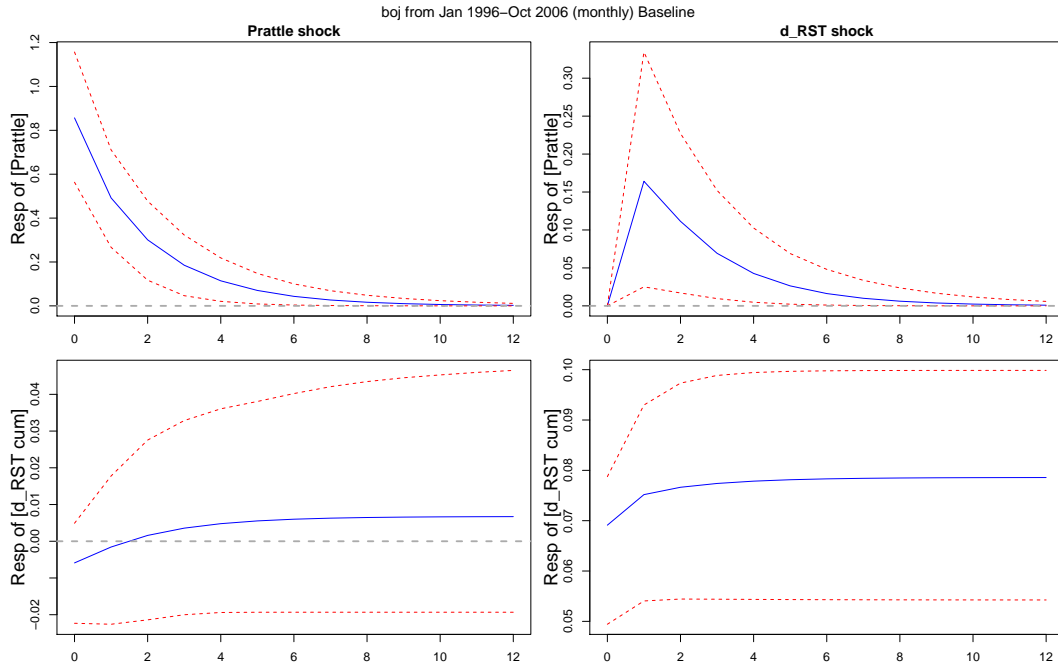 boj from Jan 1996–Oct 2006 (monthly) Baseline
Prattle shock
d_RST shock
Resp of [Prattle]
0.0 0.2 0.4 0.6 0.8 1.0 1.2
0 2 4 6 8 10 12
Resp of [Prattle]
0.00 0.05 0.10 0.15 0.20 0.25 0.30
0 2 4 6 8 10 12
Resp of [d_RST cum]
−0.02 0.00 0.01 0.02 0.04
0 2 4 6 8 10 12
Resp of [d_RST cum]
0.05 0.06 0.07 0.08 0.09 0.10
0 2 4 6 8 10 12